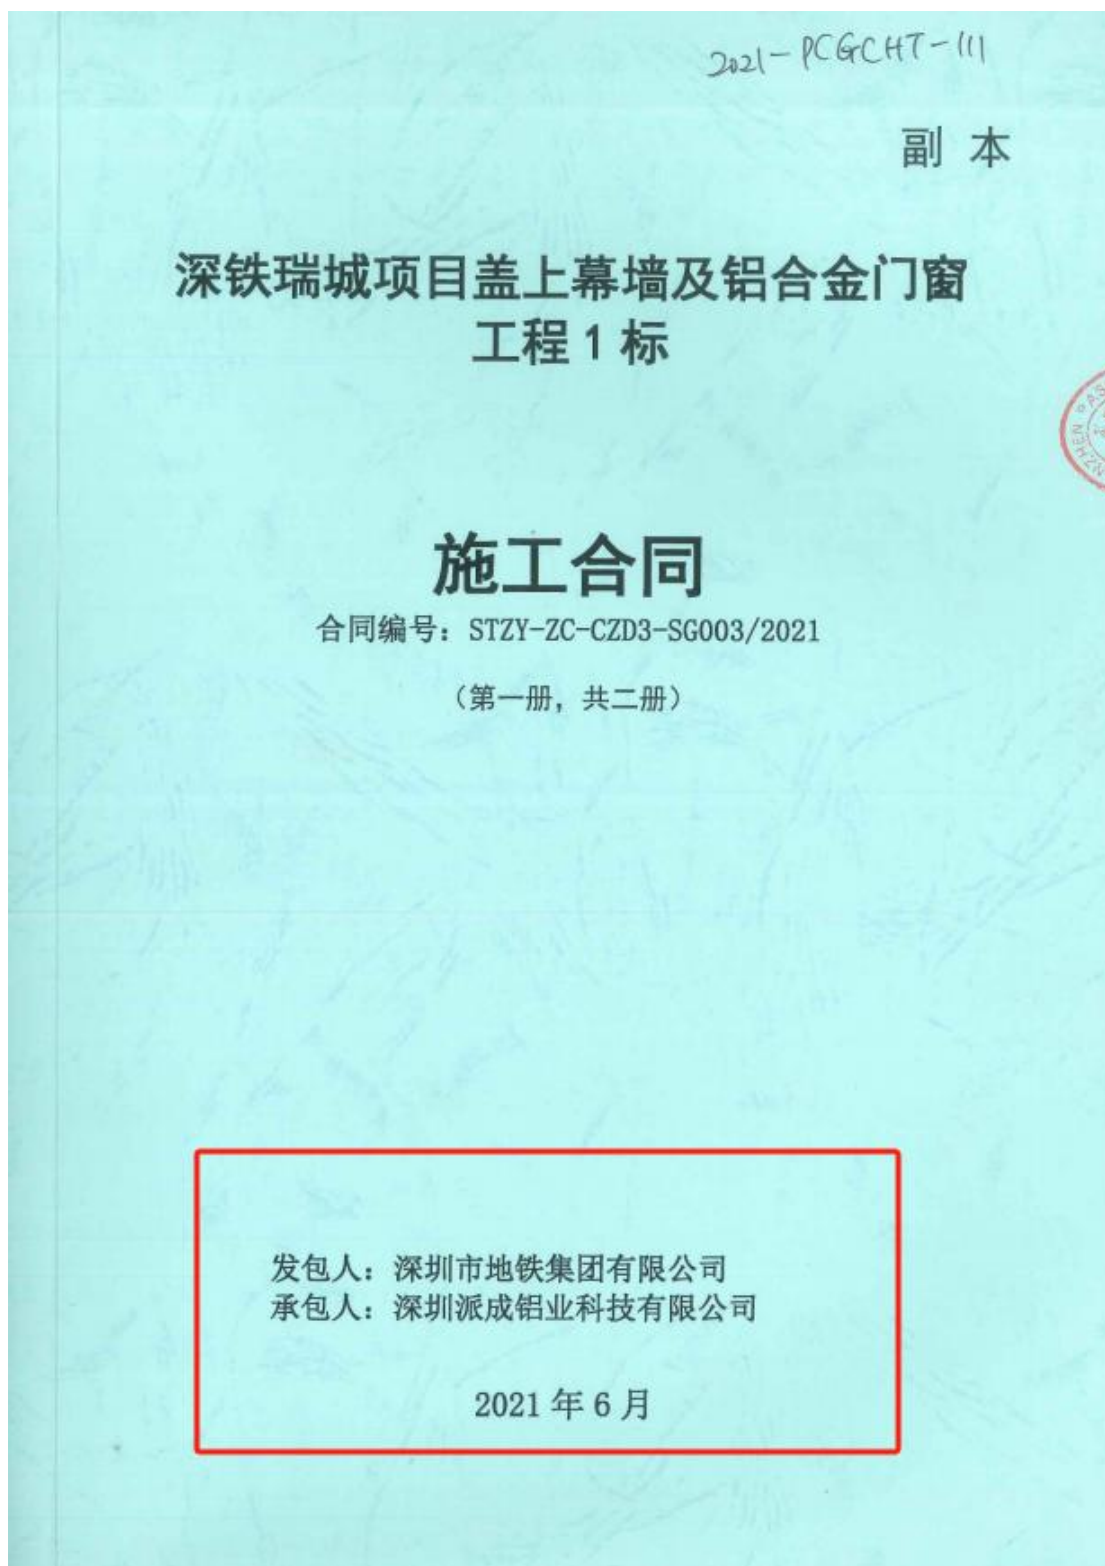 2021-PCGCHT-111
副 本
深铁瑞城项目盖上幕墙及铝合金门窗
工程 1 标
施工合同
合同编号：STZY-ZC-CZD3-SG003/2021
（第一册，共二册）
发包人：深圳市地铁集团有限公司
承包人：深圳派成铝业科技有限公司
2021 年 6 月